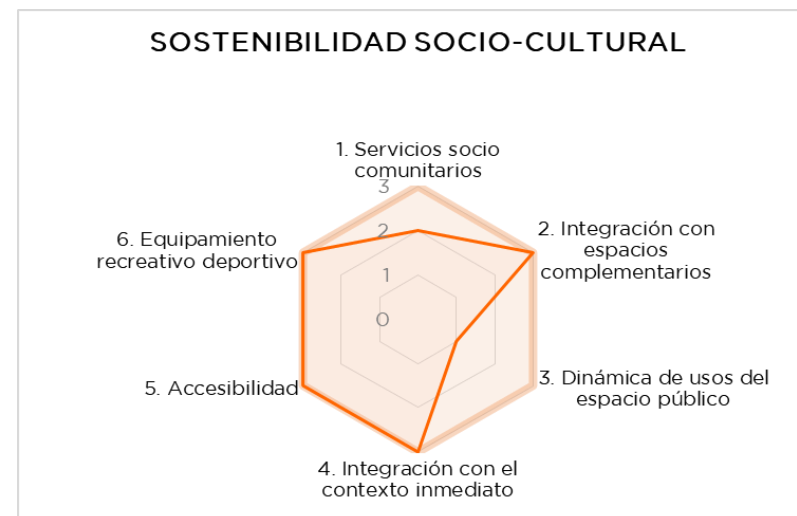 SOSTENIBILIDAD SOCIO-CULTURAL
1. Servicios socio
comunitarios
3
2
1
0
2. Integración con
espacios
complementarios
3. Dinámica de usos del
espacio público
4. Integración con el
contexto inmediato
5. Accesibilidad
6. Equipamiento
recreativo deportivo